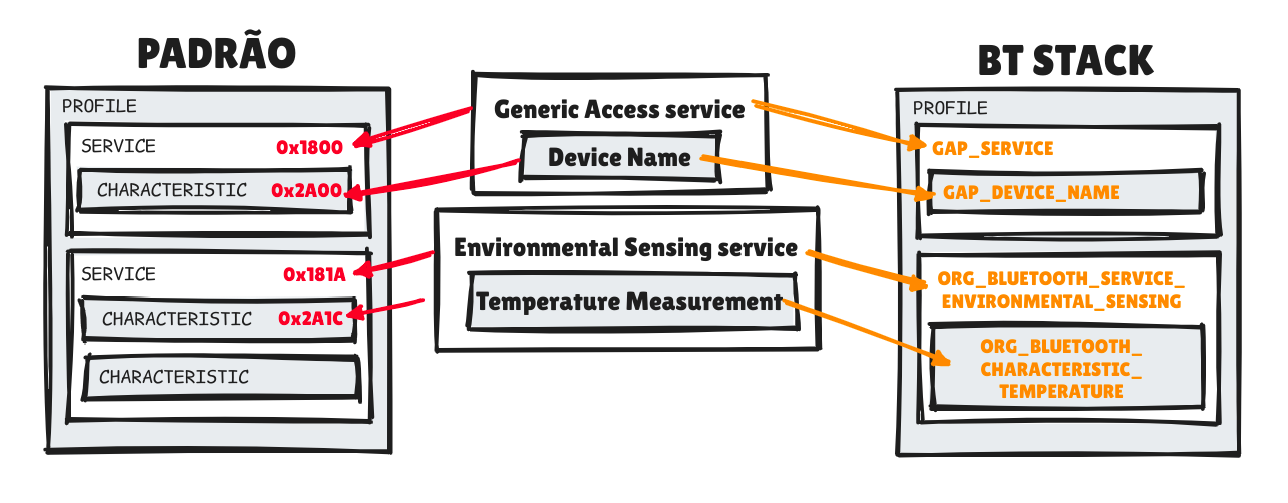 PADRÃO
PROFILE
SERVICE 0x1800
CHARACTERISTIC 0x2A00
SERVICE 0x181A
CHARACTERISTIC 0x2A1C
CHARACTERISTIC
Generic Access service
Device Name
Environmental Sensing service
Temperature Measurement
BT STACK
PROFILE
GAP_SERVICE
GAP_DEVICE_NAME
ORG_BLUETOOTH_SERVICE_
ENVIRONMENTAL_SENSING
ORG_BLUETOOTH_
CHARACTERISTIC_
TEMPERATURE